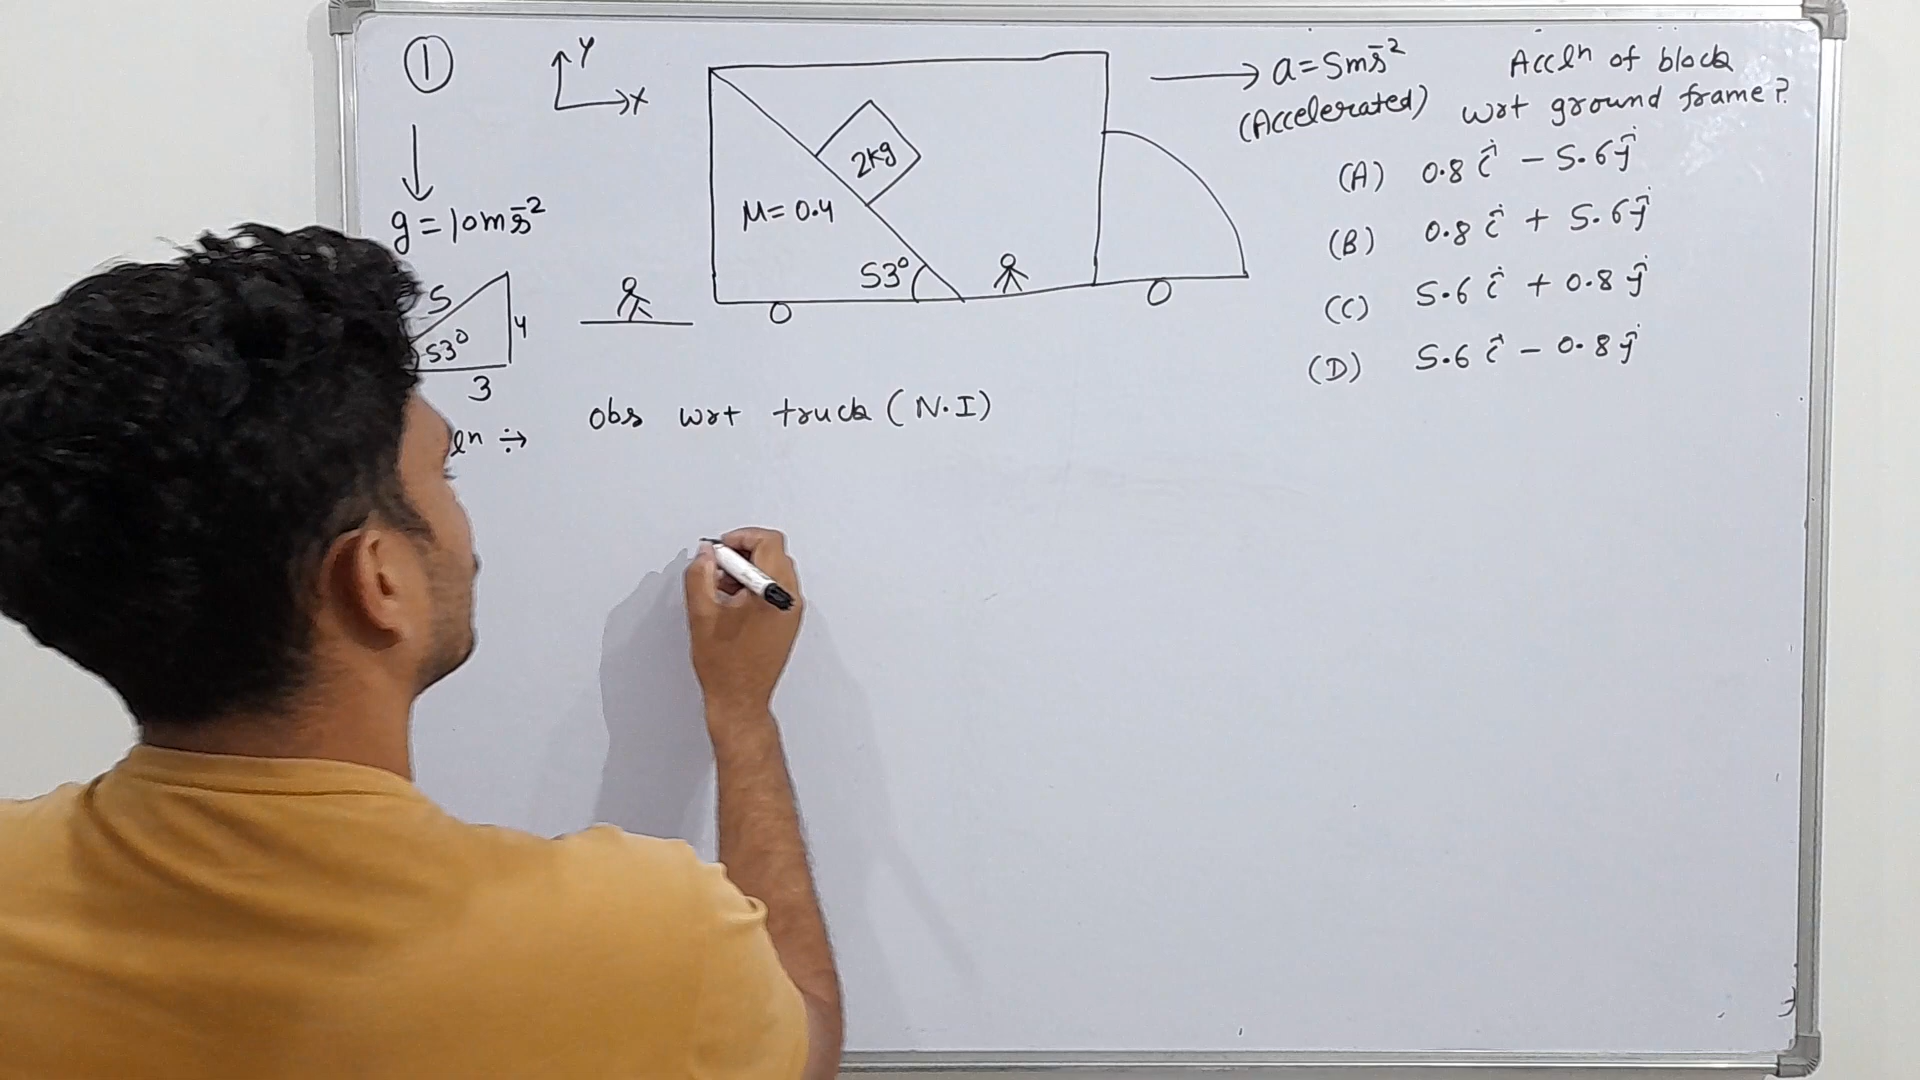 ①
Y
X
g = 10ms⁻²
5
53°
4
3
ln ÷→
2kg
M = 0.4
53°
a = 5ms⁻²
(Accelerated)
Accln of block
wrt ground frame?
(A) 0.8 î - 5.6 ĵ
(B) 0.8 î + 5.6 ĵ
(C) 5.6 î + 0.8 ĵ
(D) 5.6 î - 0.8 ĵ
obs wrt truck (N.I)